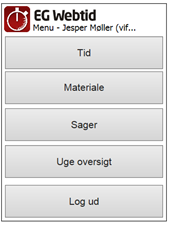 EG Webtid
Menu - Jesper Møller (vif...
Tid
Materiale
Sager
Uge oversigt
Log ud